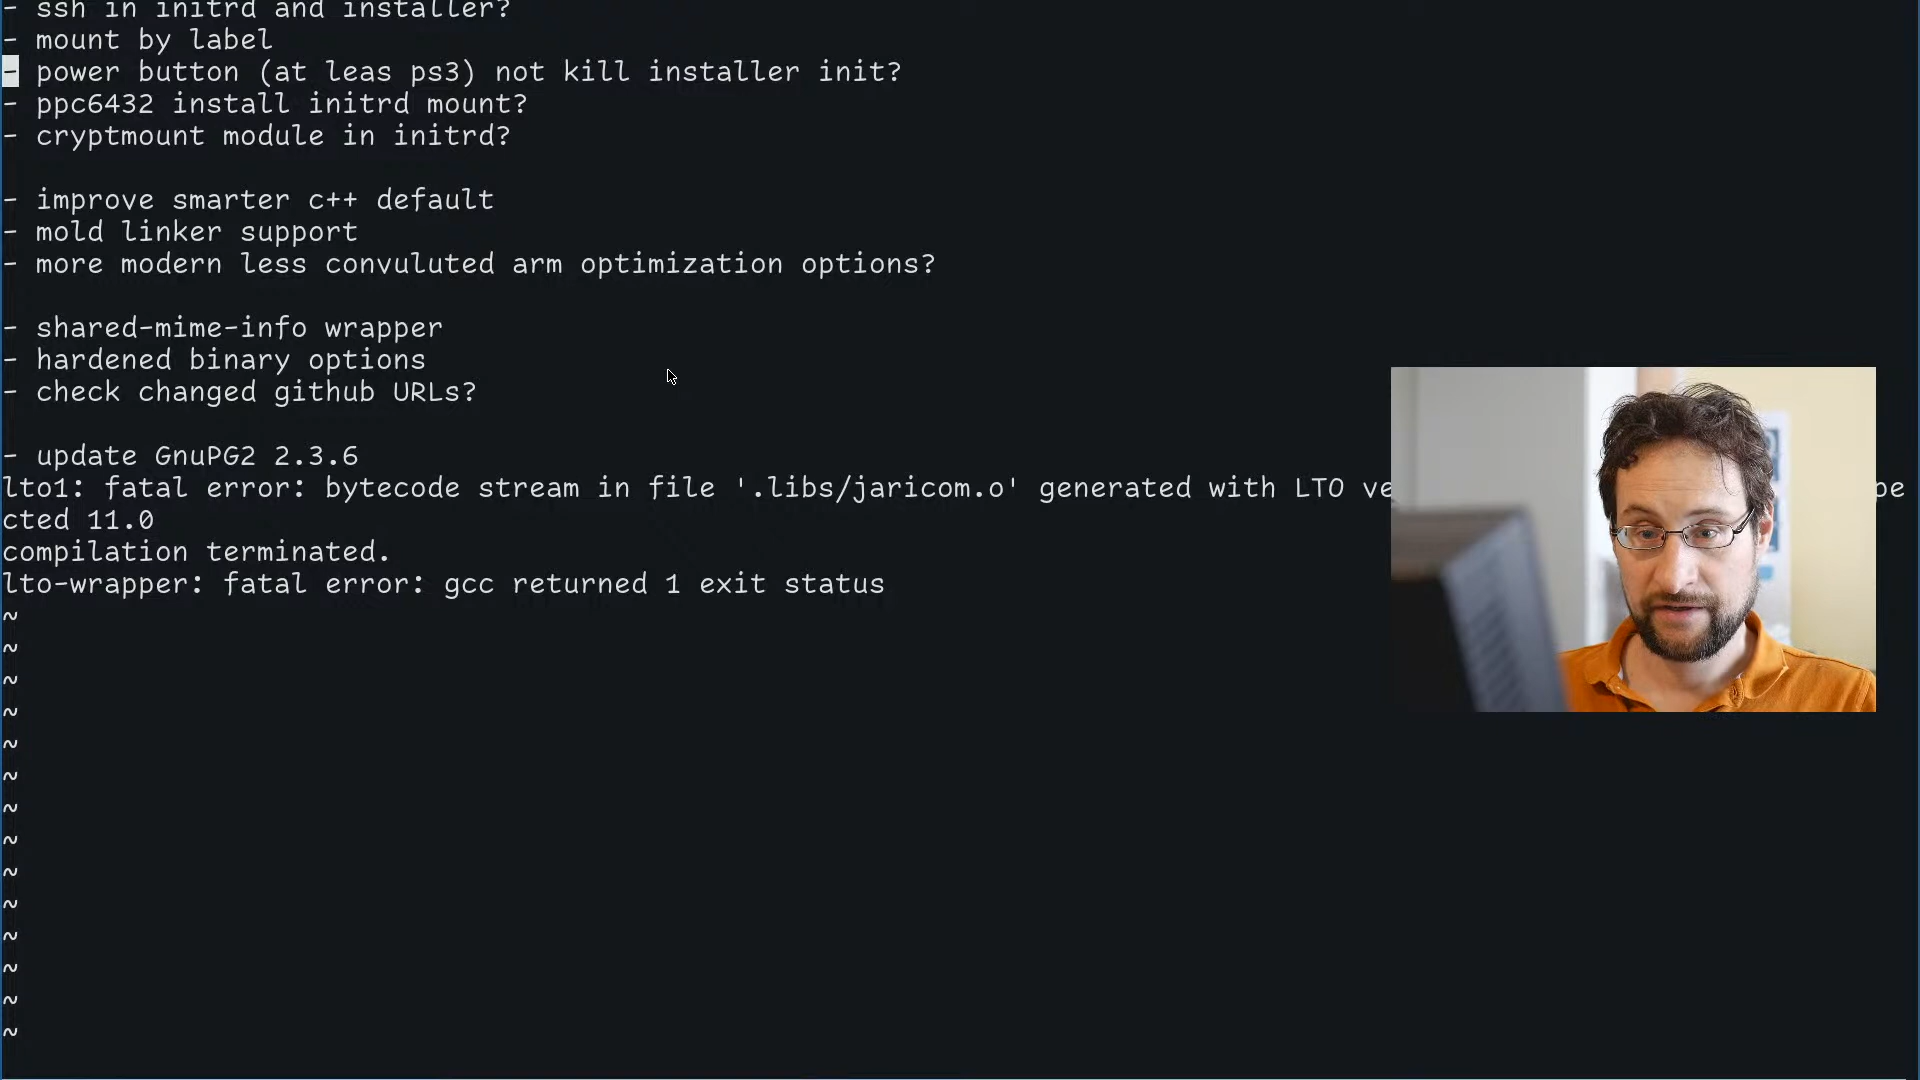 - ssh in initrd and installer?
- mount by label
- power button (at leas ps3) not kill installer init?
- ppc6432 install initrd mount?
- cryptmount module in initrd?
- improve smarter c++ default
- mold linker support
- more modern less convuluted arm optimization options?
- shared-mime-info wrapper
- hardened binary options
- check changed github URLs?
- update GnuPG2 2.3.6
lto1: fatal error: bytecode stream in file '.libs/jaricom.o' generated with LTO
cted 11.0
compilation terminated.
lto-wrapper: fatal error: gcc returned 1 exit status
~
~
~
~
~
~
~
~
~
~
~
~
~
~